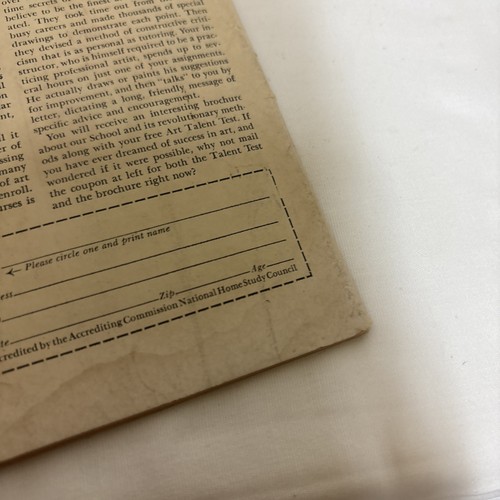 over
time secrets of
believe to be the finest
ated. They took time out from
busy careers and made thousands of special
drawings to demonstrate each point. Then
they devised a method of constructive criti-
cism that is as personal as tutoring. Your in-
structor, who is himself required to be a prac-
ticing professional artist, spends up to sev-
eral hours on just one of your assignments.
He actually draws or paints his suggestions
for improvement, and then "talks" to you by
letter, dictating a long, friendly, message of
specific advice and encouragement.
You will receive an interesting brochure
about our School and its revolutionary meth-
ods along with your free Art Talent Test. If
you have ever dreamed of success in art, and
wondered if it were possible, why not mail
the coupon at left for both the Talent Test
and the brochure right now?
← Please circle one and print name
Zip
Age
credited by the Accrediting Commission National Home Study Council